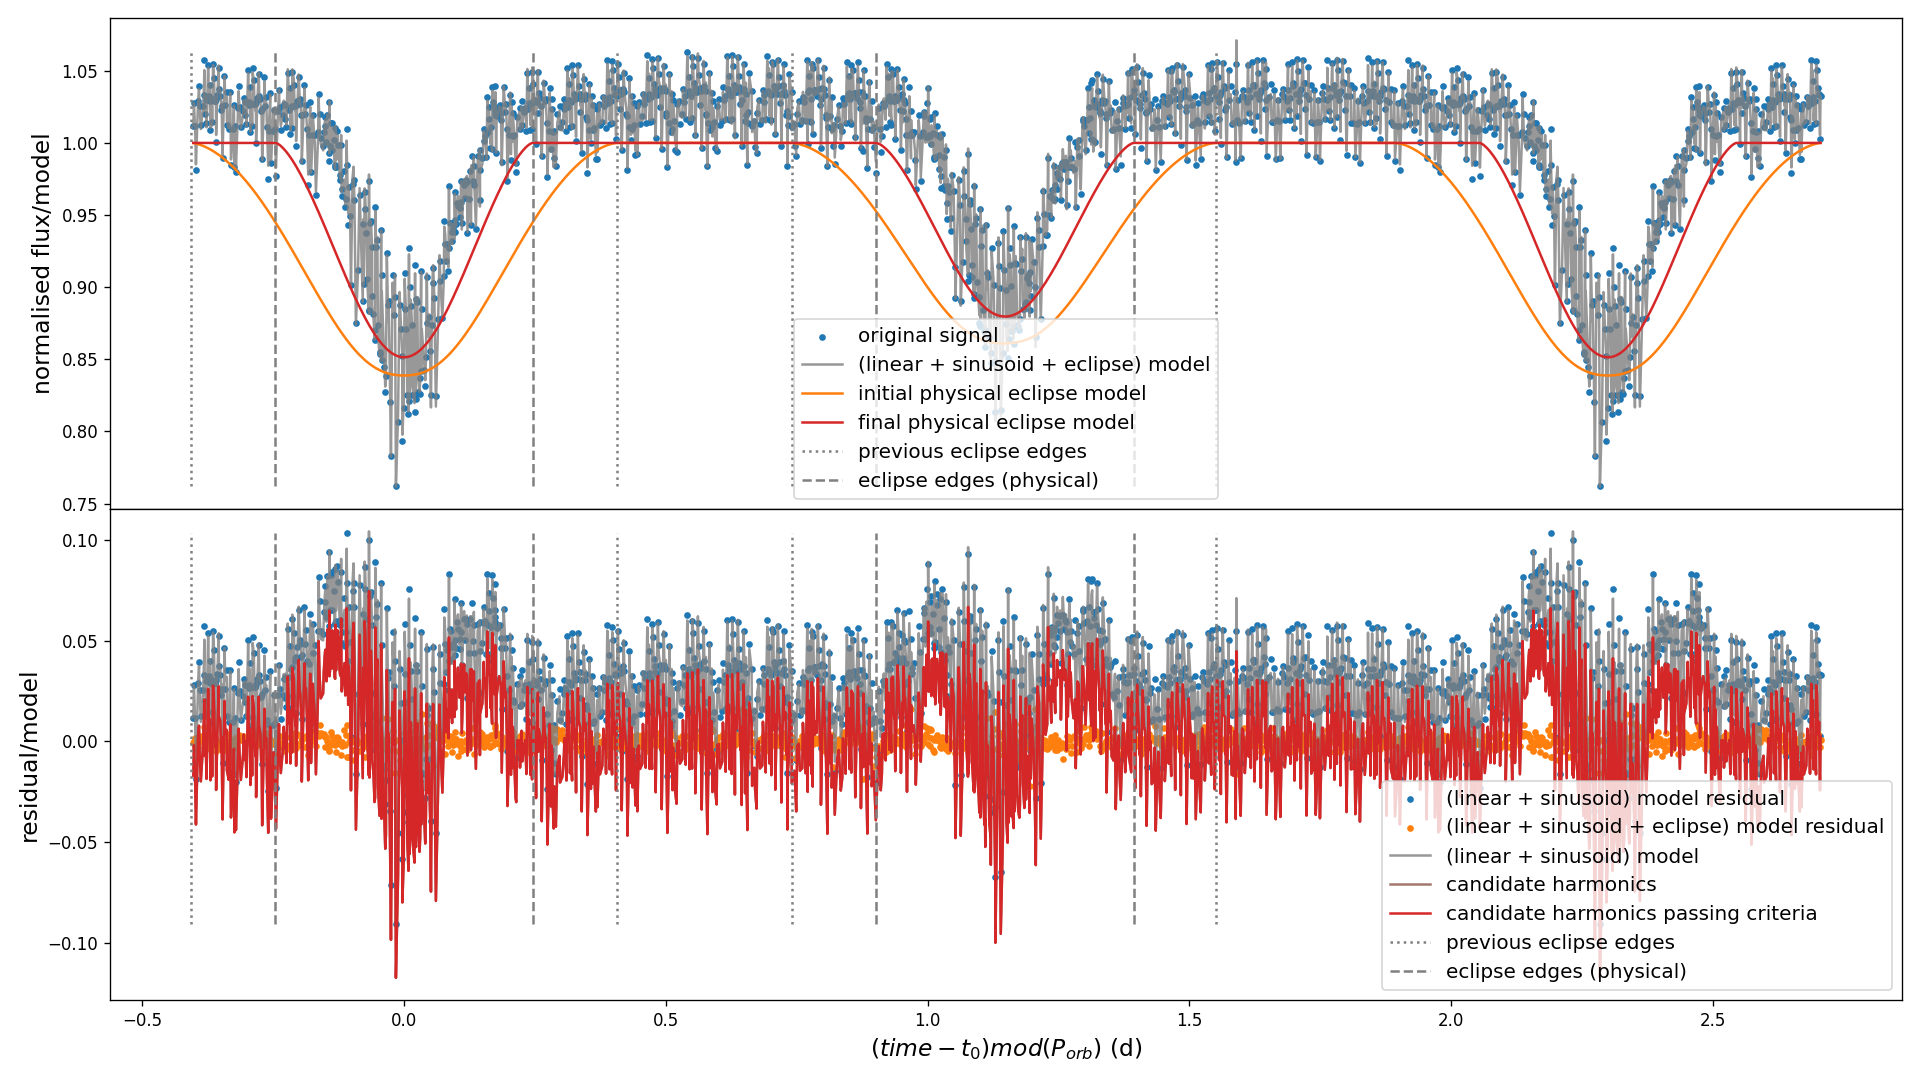 normalised flux/model
1.05
1.00
0.95
0.90
0.85
0.80
0.75
original signal
(linear + sinusoid + eclipse) model
initial physical eclipse model
final physical eclipse model
previous eclipse edges
eclipse edges (physical)
residual/model
0.10
0.05
0.00
−0.05
−0.10
(linear + sinusoid) model residual
(linear + sinusoid + eclipse) model residual
(linear + sinusoid) model
candidate harmonics
candidate harmonics passing criteria
previous eclipse edges
eclipse edges (physical)
−0.5 0.0 0.5 1.0 1.5 2.0 2.5
(time − t₀)mod(P_orb) (d)